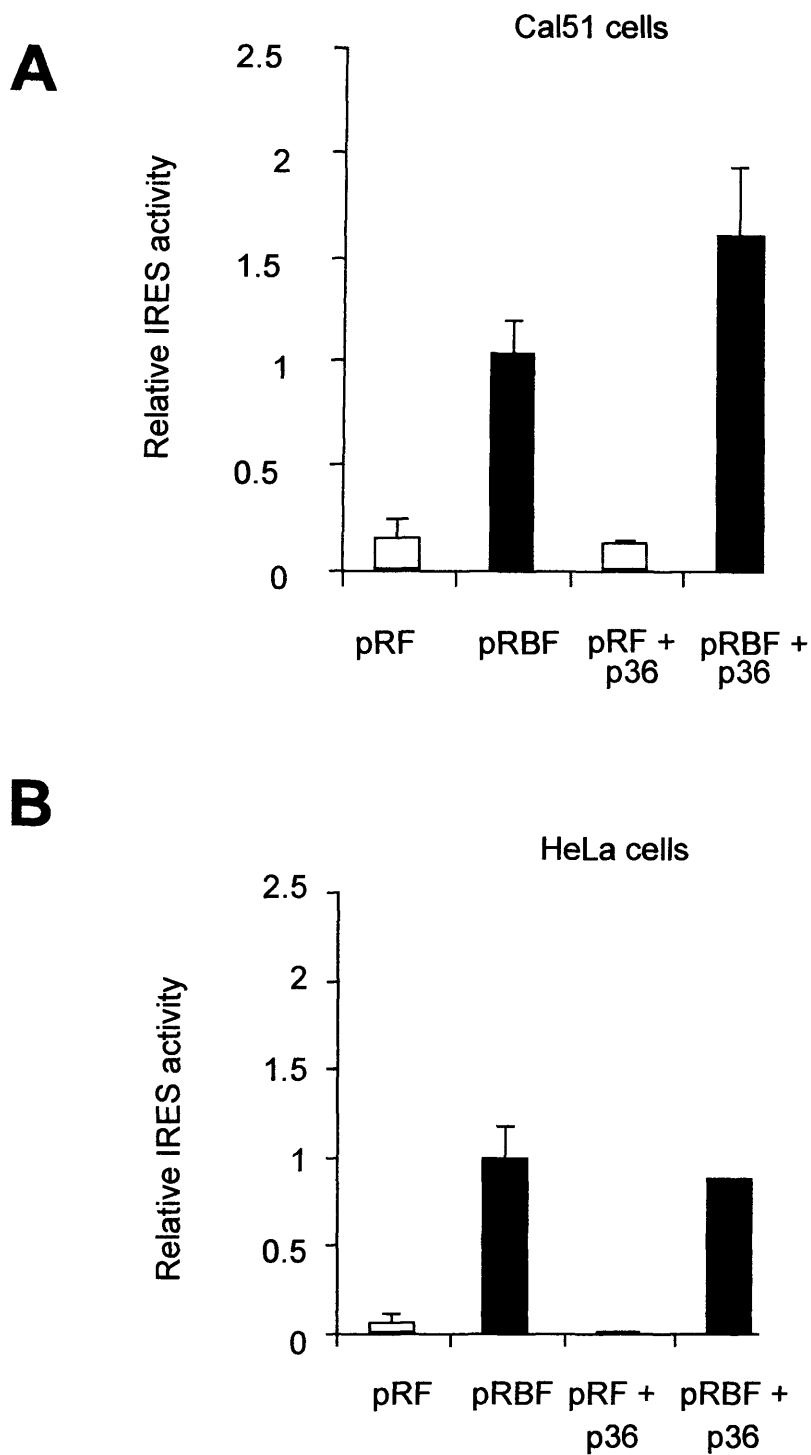 A
Cal51 cells
2.5
2
1.5
1
0.5
0
Relative IRES activity
pRF
pRBF
pRF +
p36
pRBF +
p36
B
HeLa cells
2.5
2
1.5
1
0.5
0
Relative IRES activity
pRF
pRBF
pRF +
p36
pRBF +
p36